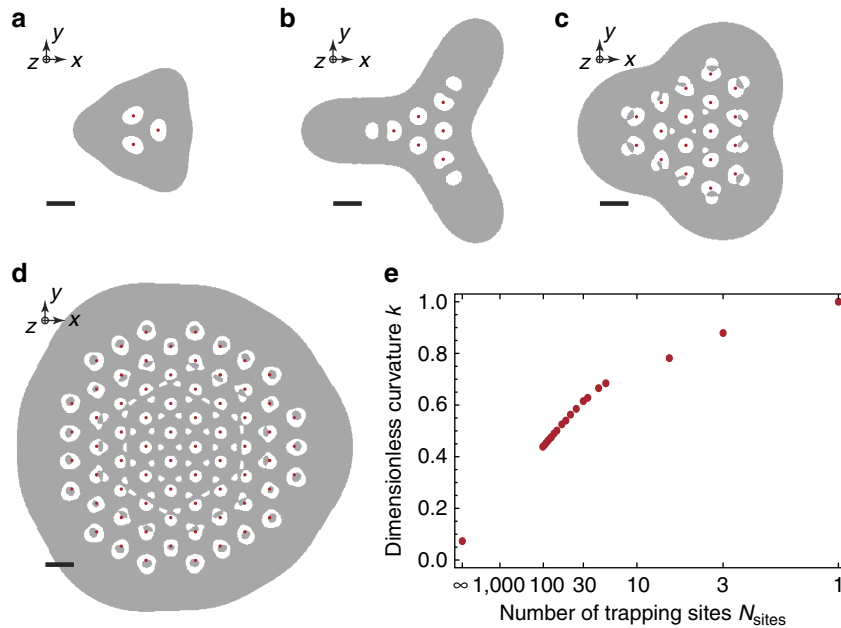 a
y
z x
b
y
z x
c
y
z x
d
y
z x
e
Dimensionless curvature k
1.0
0.8
0.6
0.4
0.2
0.0
∞ 1,000 100 30 10 3 1
Number of trapping sites Nsites